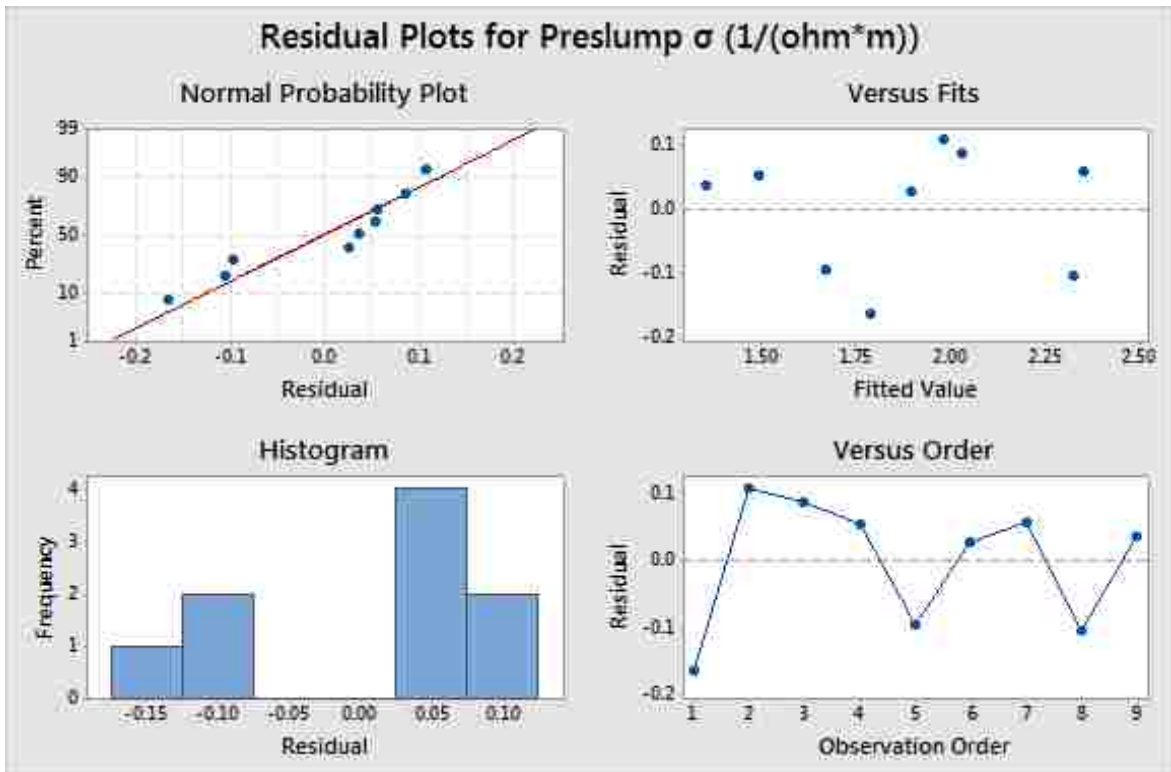 Residual Plots for Preslump σ (1/(ohm*m))
Normal Probability Plot
99
90
50
10
1
Percent
-0.2 -0.1 0.0 0.1 0.2
Residual
Versus Fits
0.1
0.0
-0.1
-0.2
Residual
1.50 1.75 2.00 2.25 2.50
Fitted Value
Histogram
4
3
2
1
0
Frequency
-0.15 -0.10 -0.05 0.00 0.05 0.10
Residual
Versus Order
0.1
0.0
-0.1
-0.2
Residual
1 2 3 4 5 6 7 8 9
Observation Order